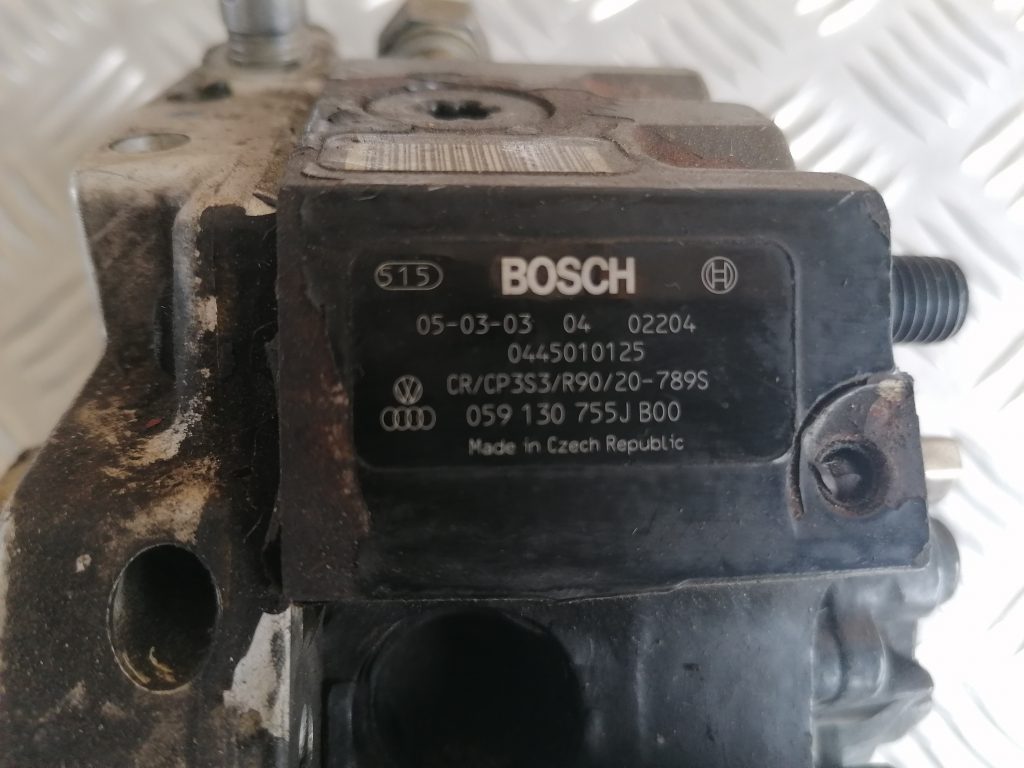 515 BOSCH
05-03-03 04 02204
0445010125
CR/CP3S3/R90/20-789S
059 130 755J B00
Made in Czech Republic